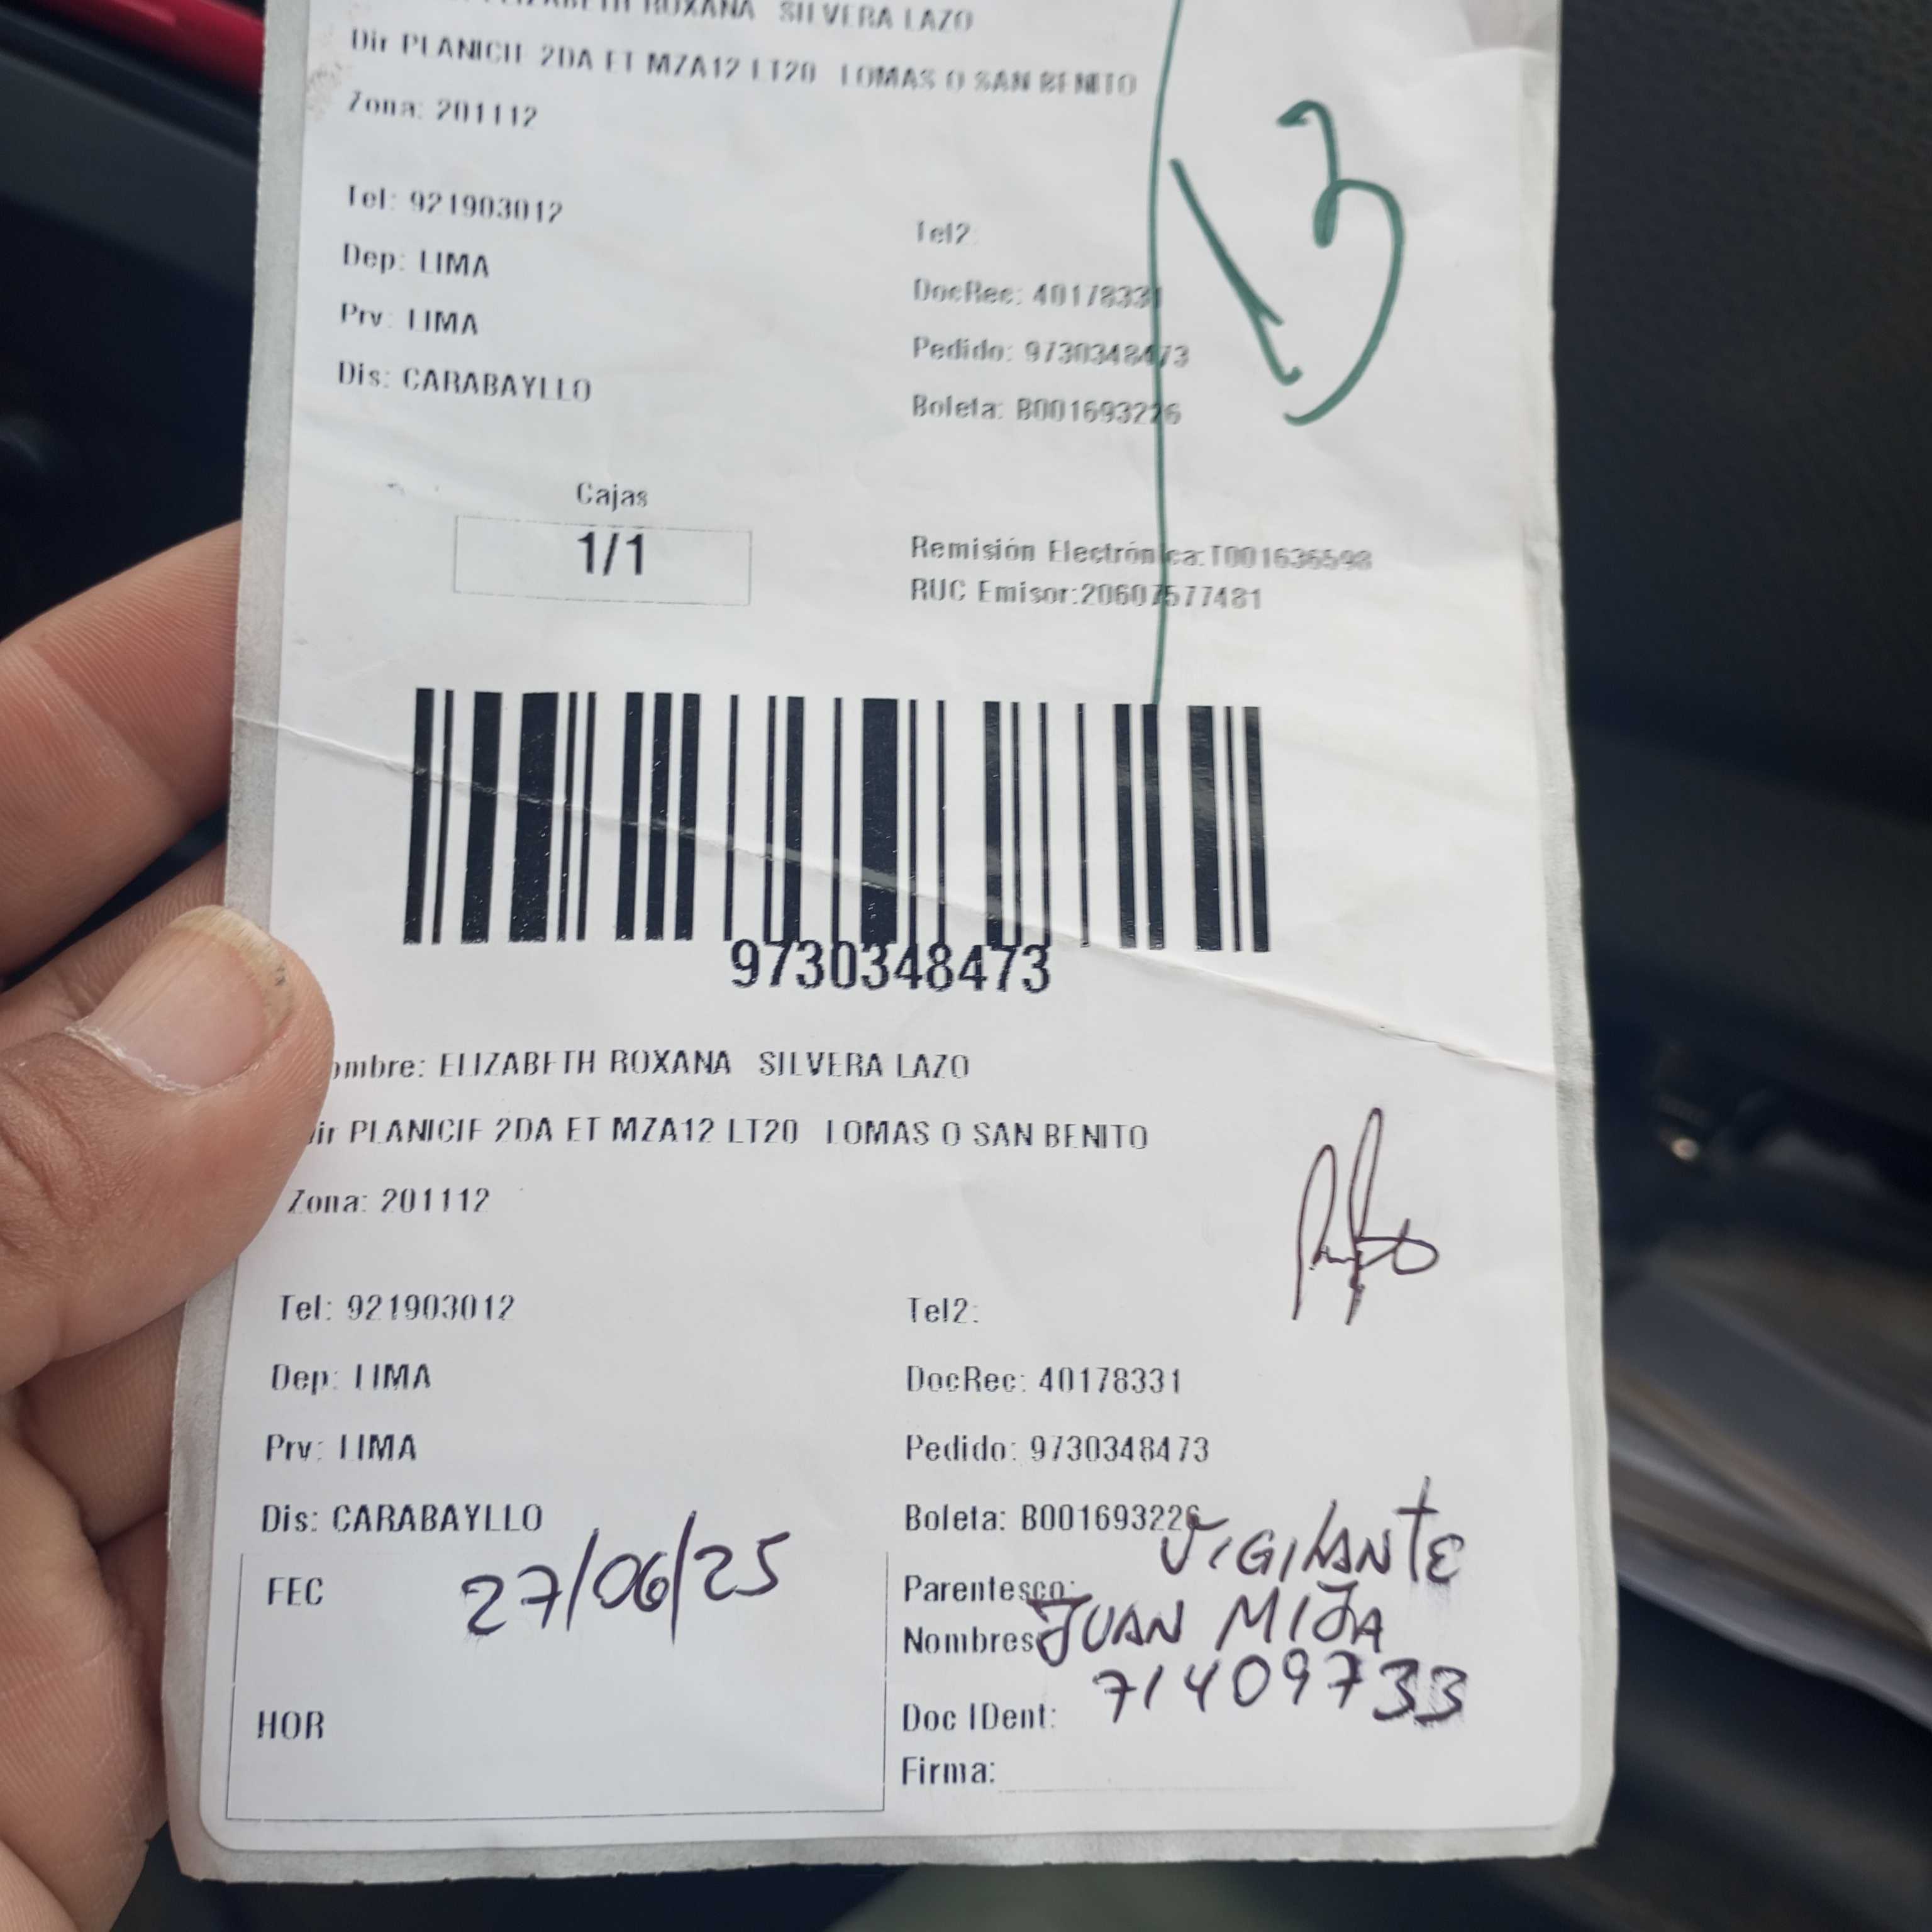 ELIZABETH ROXANA SILVERA LAZO
Dir PLANICIE 2DA ET MZA12 LT20 LOMAS O SAN BENITO
Zona: 201112
Tel: 921903012
Tel2:
Dep: LIMA
DocRec: 40178331
Prv: LIMA
Pedido: 9730348473
Dis: CARABAYLLO
Boleta: B001693226
13
Cajas
1/1
Remisión Electrónica:T001636598
RUC Emisor:20607577481
9730348473
ombre: ELIZABETH ROXANA SILVERA LAZO
ir PLANICIE 2DA ET MZA12 LT20 LOMAS O SAN BENITO
Zona: 201112
Tel: 921903012
Tel2:
Dep: LIMA
DocRec: 40178331
Prv: LIMA
Pedido: 9730348473
Dis: CARABAYLLO
Boleta: B001693226
FEC 27/06/25
Parentesco: VIGILANTE
Nombres JUAN MIJA
HOR
Doc IDent: 71409733
Firma: